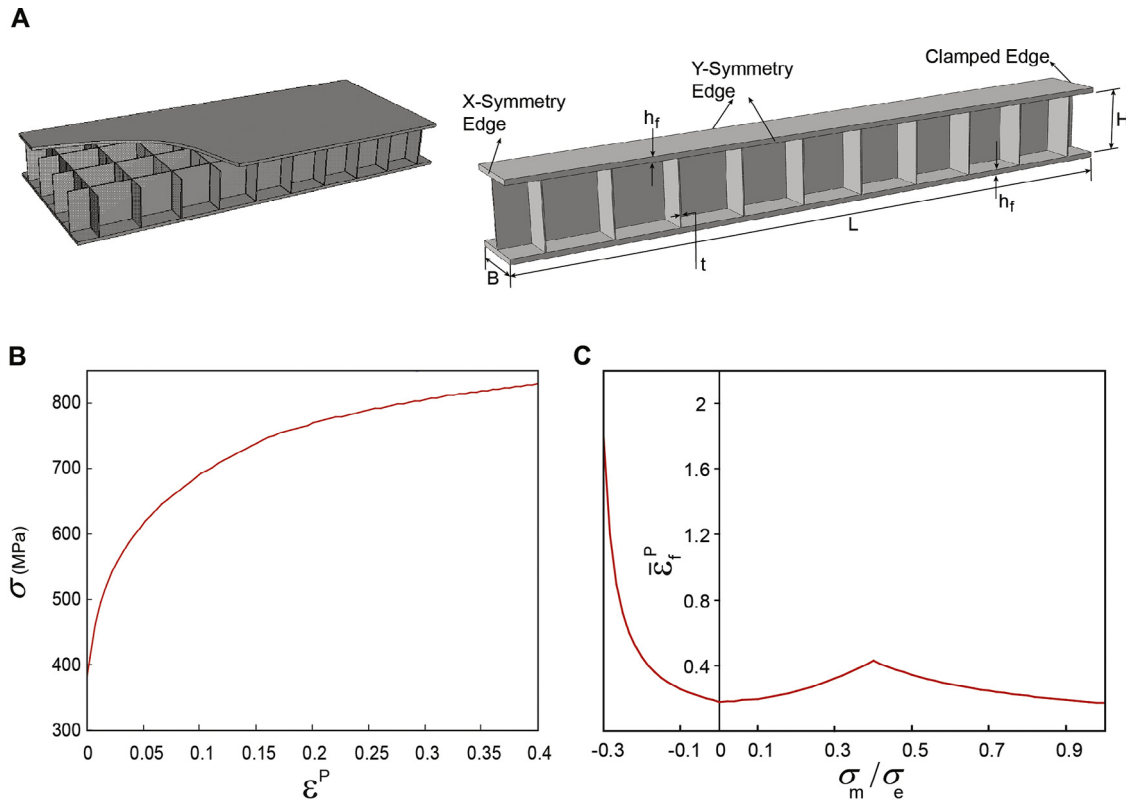 A
X-Symmetry
Edge
Y-Symmetry
Edge
Clamped Edge
h_f
H
h_f
L
B
t
B
800
700
600
500
400
300
σ (MPa)
0 0.05 0.1 0.15 0.2 0.25 0.3 0.35 0.4
ε^P
C
2
1.6
1.2
0.8
0.4
ε̄_f^P
-0.3 -0.1 0 0.1 0.3 0.5 0.7 0.9
σ_m/σ_e